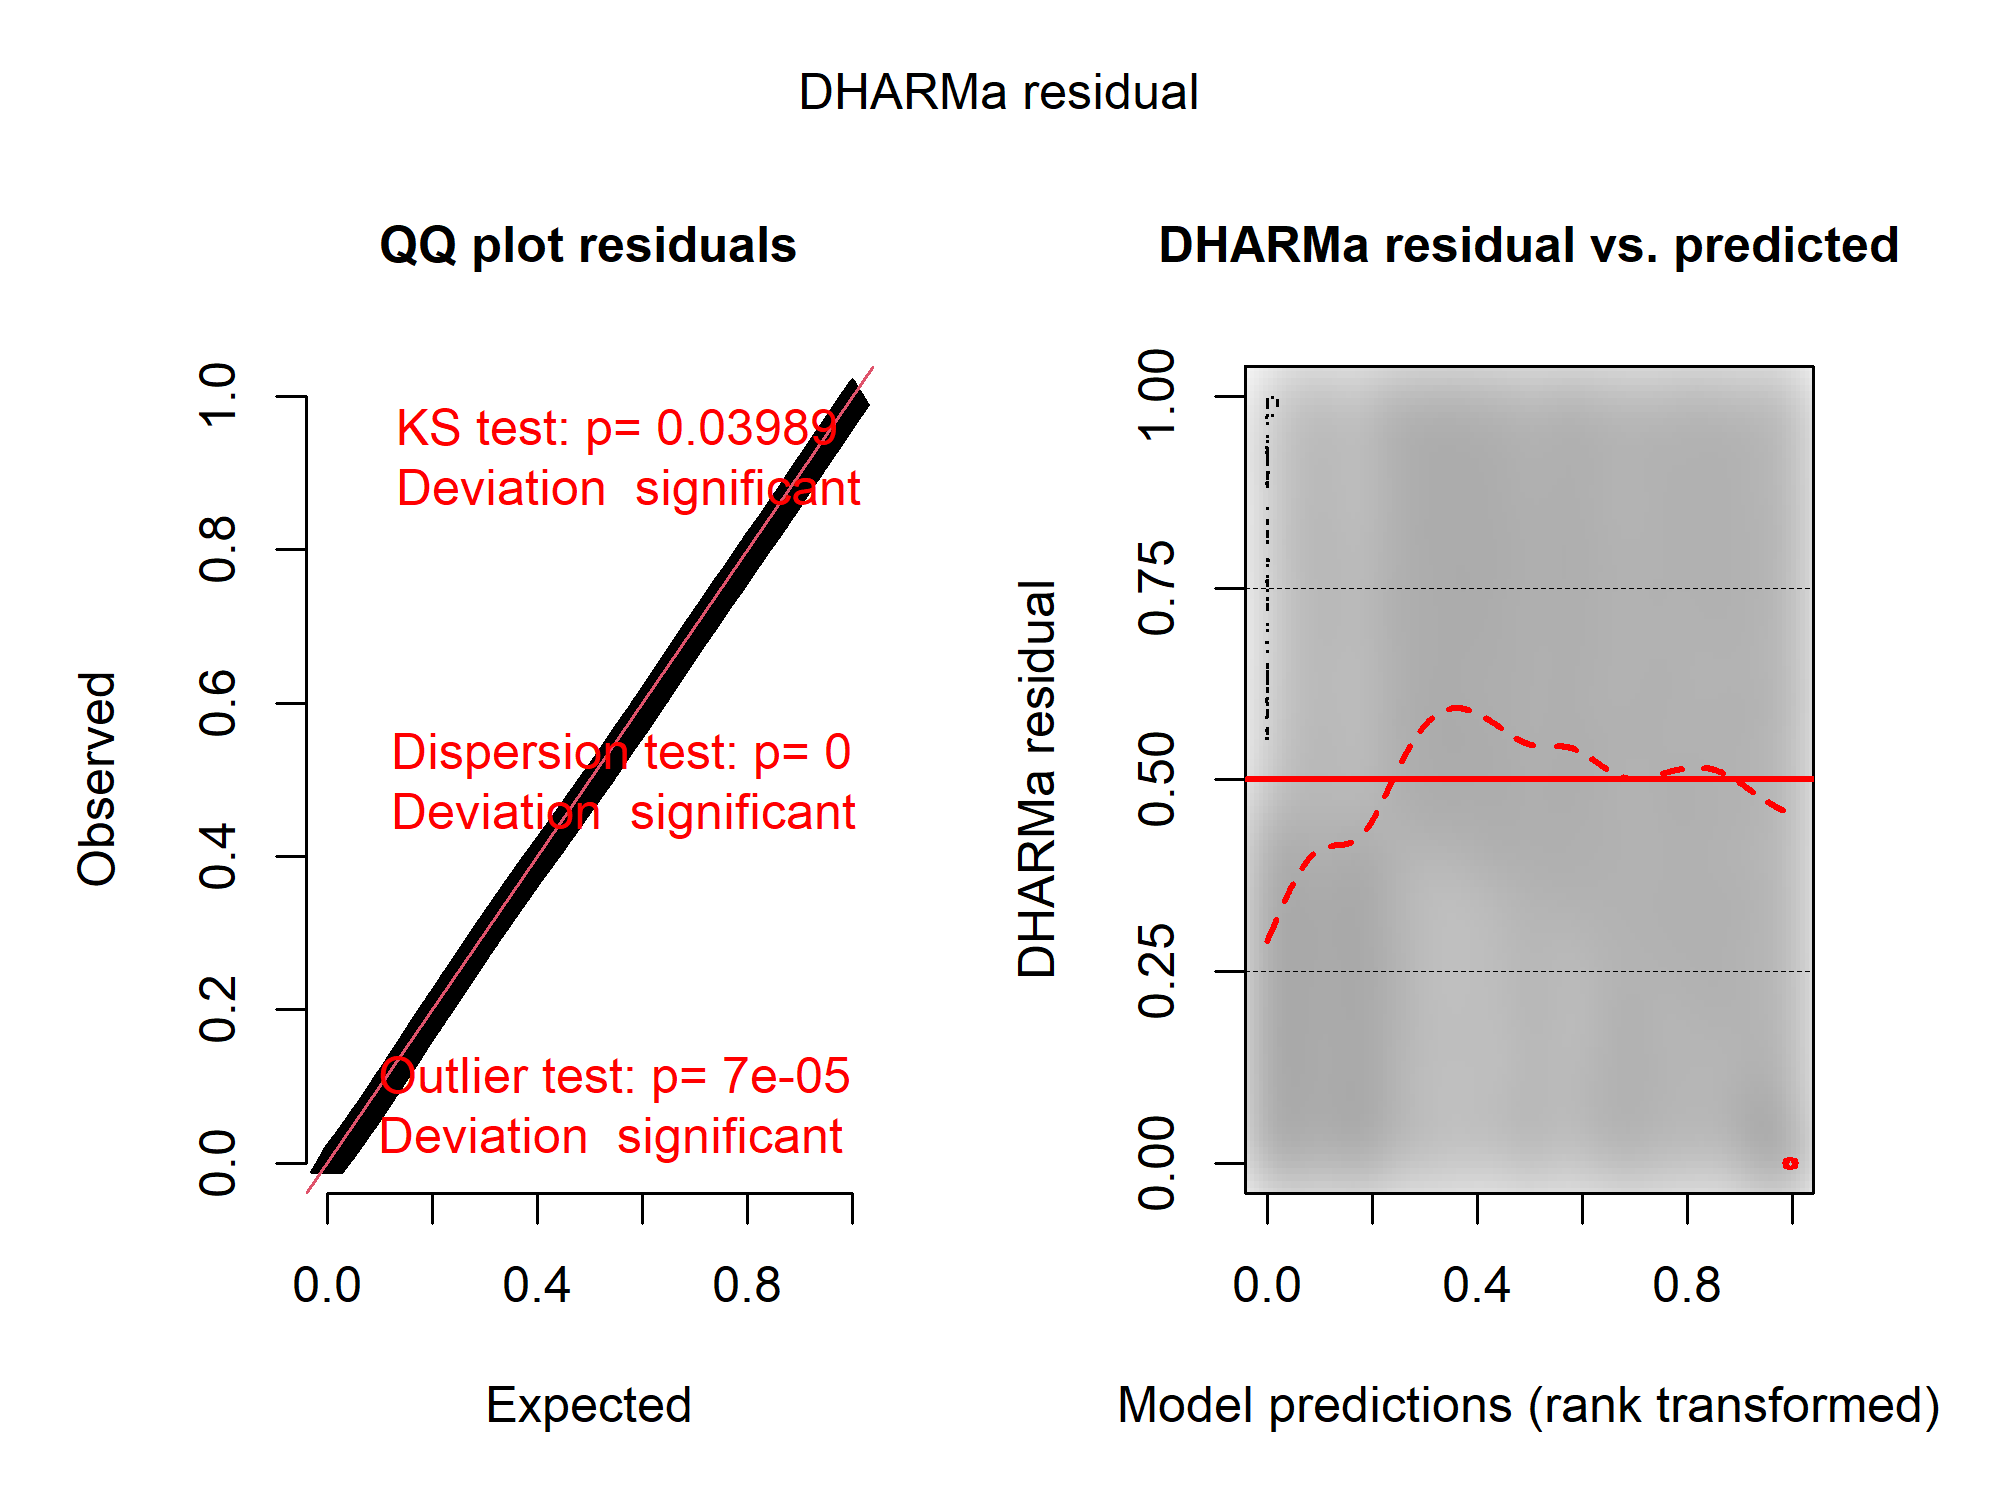 DHARMa residual
QQ plot residuals
KS test: p= 0.03989
Deviation  significant
Dispersion test: p= 0
Deviation  significant
Outlier test: p= 7e-05
Deviation  significant
Observed
1.0
0.8
0.6
0.4
0.2
0.0
0.0 0.4 0.8
Expected
DHARMa residual vs. predicted
DHARMa residual
1.00
0.75
0.50
0.25
0.00
0.0 0.4 0.8
Model predictions (rank transformed)